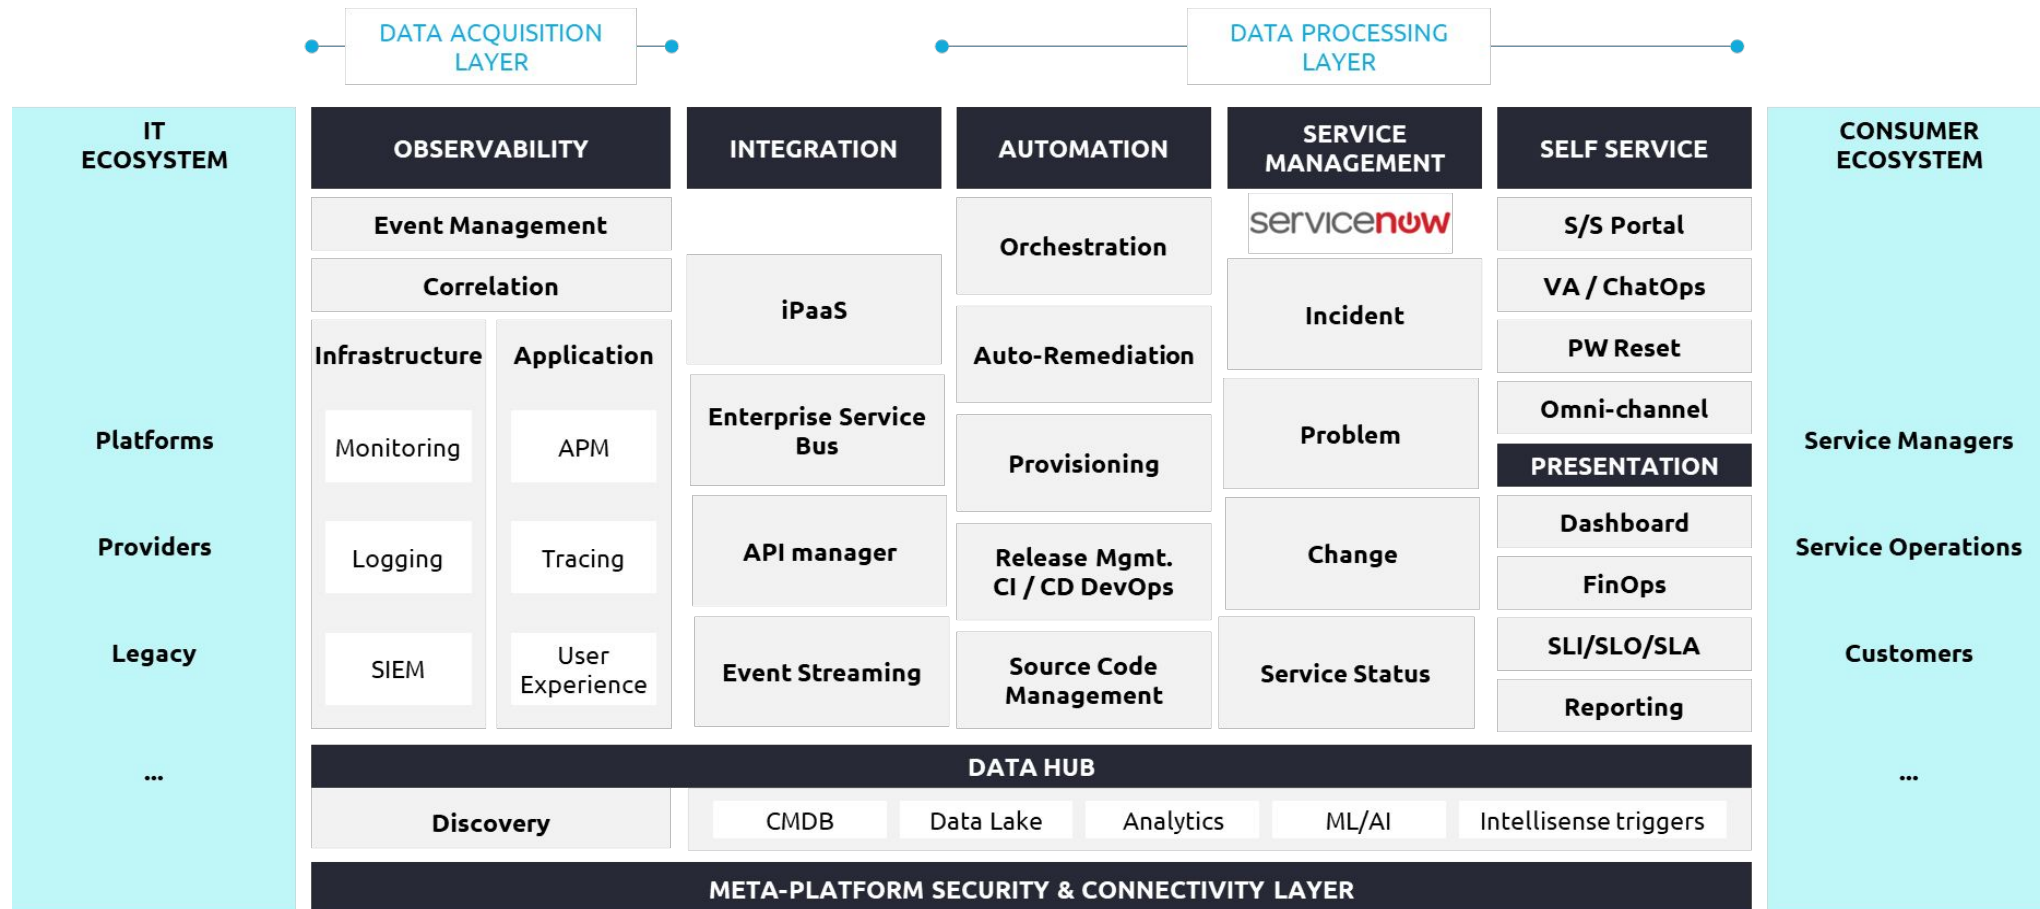 DATA ACQUISITION
LAYER
DATA PROCESSING
LAYER
IT
ECOSYSTEM
Platforms
Providers
Legacy
...
OBSERVABILITY
Event Management
Correlation
Infrastructure
Monitoring
Logging
SIEM
Application
APM
Tracing
User
Experience
INTEGRATION
iPaaS
Enterprise Service
Bus
API manager
Event Streaming
AUTOMATION
Orchestration
Auto-Remediation
Provisioning
Release Mgmt.
CI / CD DevOps
Source Code
Management
SERVICE
MANAGEMENT
servicenow
Incident
Problem
Change
Service Status
SELF SERVICE
S/S Portal
VA / ChatOps
PW Reset
Omni-channel
PRESENTATION
Dashboard
FinOps
SLI/SLO/SLA
Reporting
CONSUMER
ECOSYSTEM
Service Managers
Service Operations
Customers
...
DATA HUB
Discovery
CMDB
Data Lake
Analytics
ML/AI
Intellisense triggers
META-PLATFORM SECURITY & CONNECTIVITY LAYER